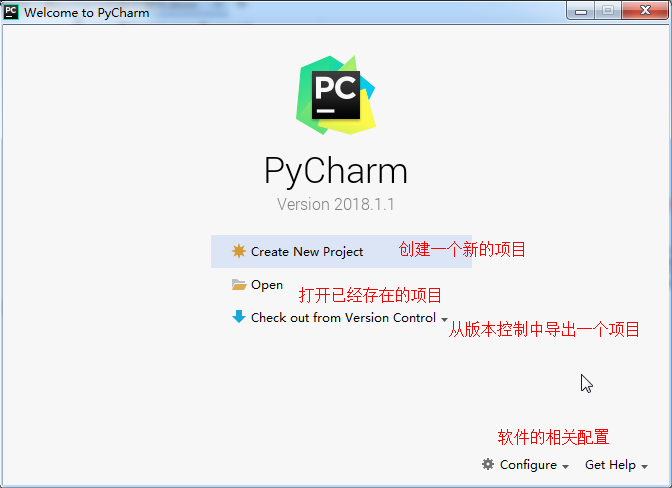 Welcome to PyCharm
PC
PyCharm
Version 2018.1.1
Create New Project 创建一个新的项目
Open
打开已经存在的项目
Check out from Version Control
从版本控制中导出一个项目
软件的相关配置
Configure Get Help